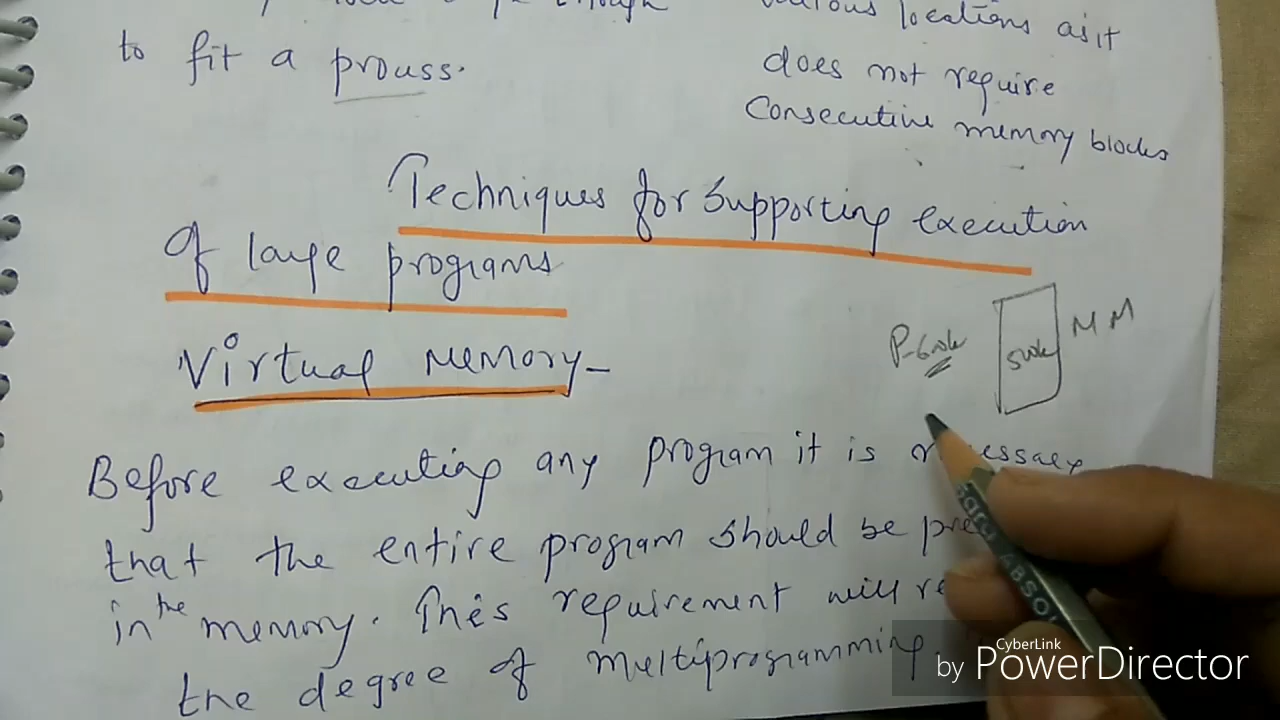 to fit a process.
various locations as it
does not require
Consecutive memory blocks
Techniques for Supporting execution
of large programs
Virtual Memory-
P-600k
500k
MM
Before executing any program it is
that the entire program should be
in the memory. This requirement will
the degree of multiprogramming.
CyberLink
by PowerDirector